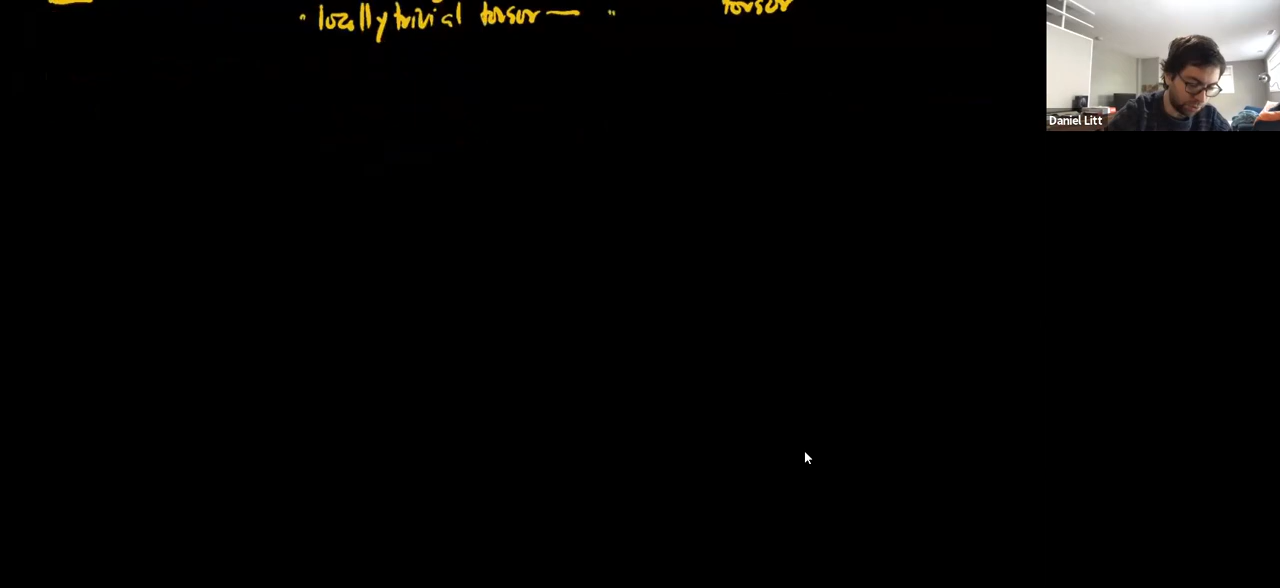 torsor
· locally trivial torsor — "
Daniel Litt